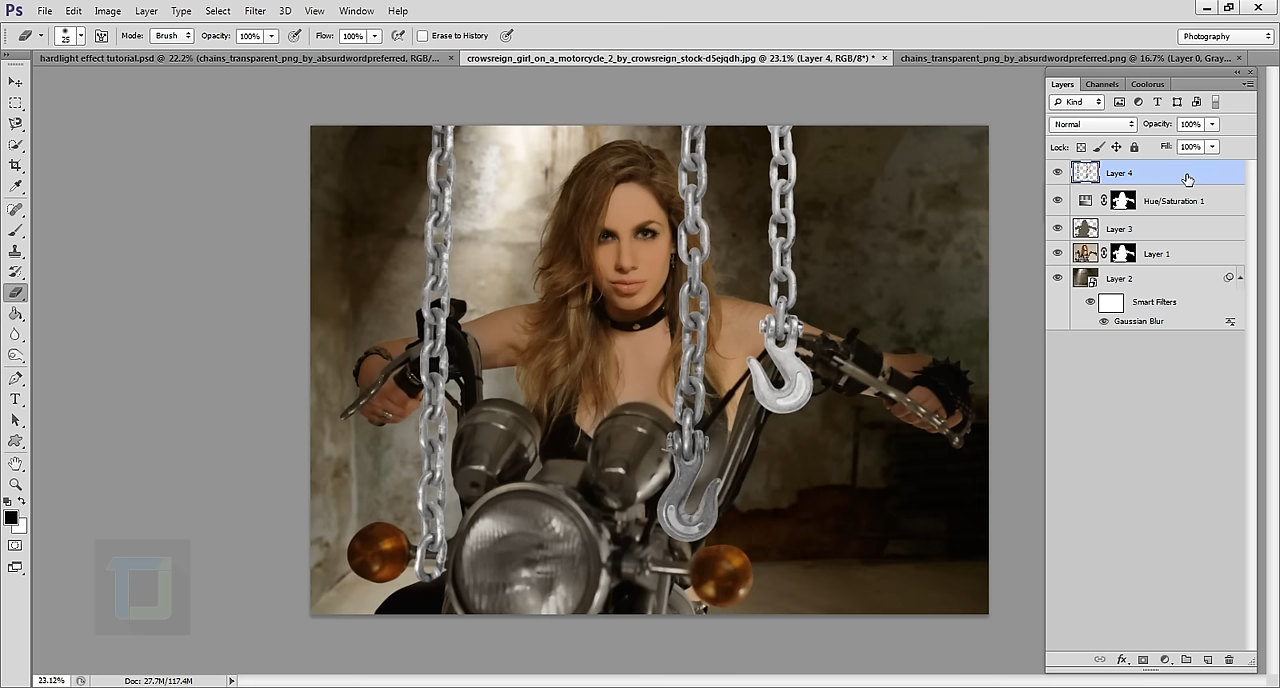 Ps File Edit Image Layer Type Select Filter 3D View Window Help
25 Mode: Brush Opacity: 100% Flow: 100% Erase to History Photography
hardlight effect tutorial.psd @ 22.2% (chains_transparent_png_by_absurdwordpreferred, RGB/... × crowsreign_girl_on_a_motorcycle_2_by_crowsreign_stock-d5ejqdh.jpg @ 23.1% (Layer 4, RGB/8*) * × chains_transparent_png_by_absurdwordpreferred.png @ 16.7% (Layer 0, Gray... ×
Layers Channels Coolorus
Kind
Normal Opacity: 100%
Lock: Fill: 100%
Layer 4
Hue/Saturation 1
Layer 3
Layer 1
Layer 2
Smart Filters
Gaussian Blur
23.12% Doc: 27.7M/117.4M